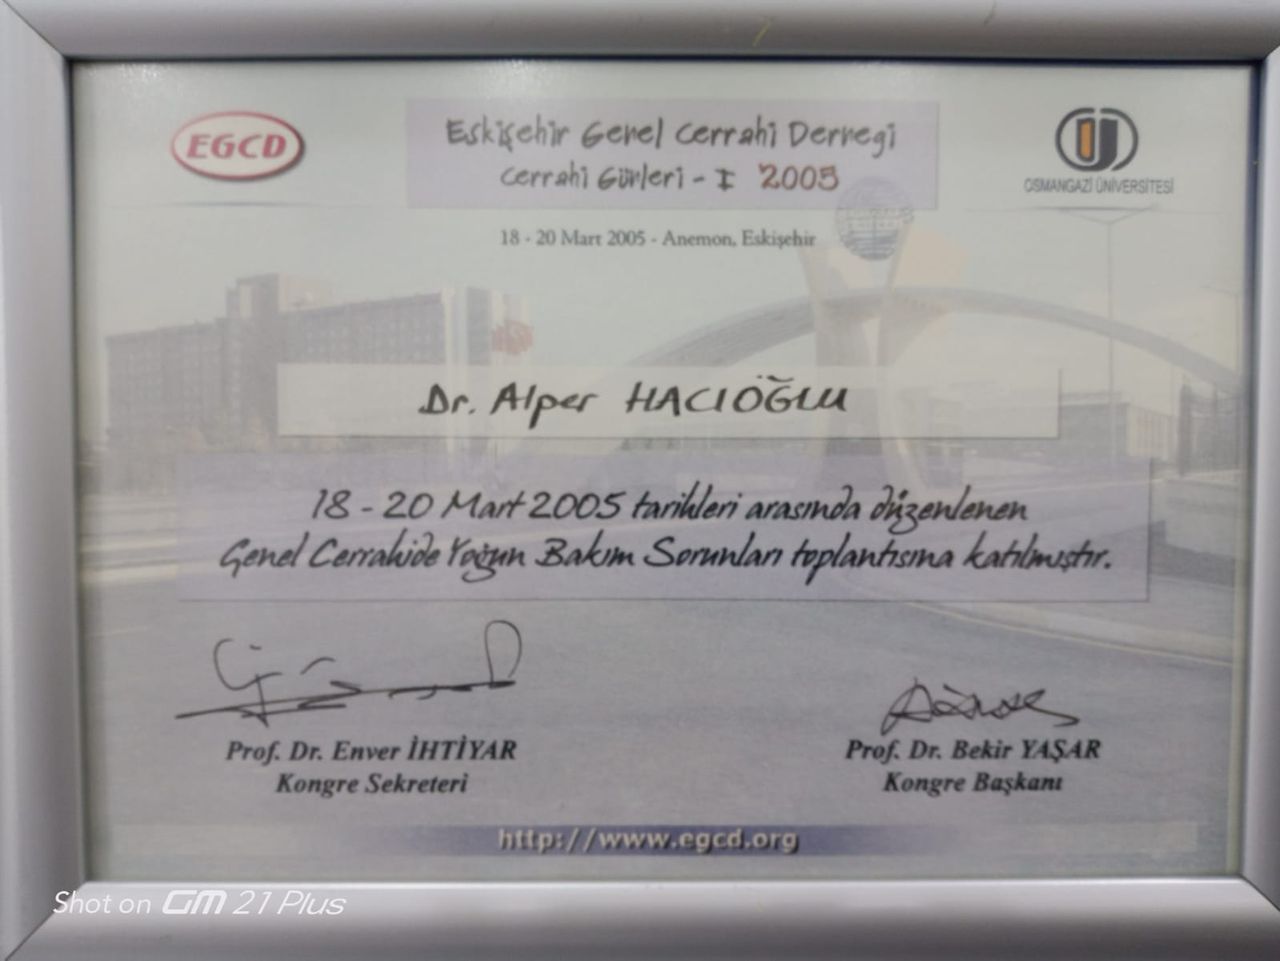 EGCD
Eskişehir Genel Cerrahi Dernegi
Cerrahi Günleri - I 2005
OSMANGAZİ ÜNİVERSİTESİ
18 - 20 Mart 2005 - Anemon, Eskişehir
Dr. Alper HACIÖĞLU
18 - 20 Mart 2005 tarihleri arasında düzenlenen
Genel Cerrahide Yoğun Bakım Sorunları toplantısına katılmıştır.
Prof. Dr. Enver İHTİYAR
Kongre Sekreteri
Prof. Dr. Bekir YAŞAR
Kongre Başkanı
http://www.egcd.org
Shot on GM 21 Plus